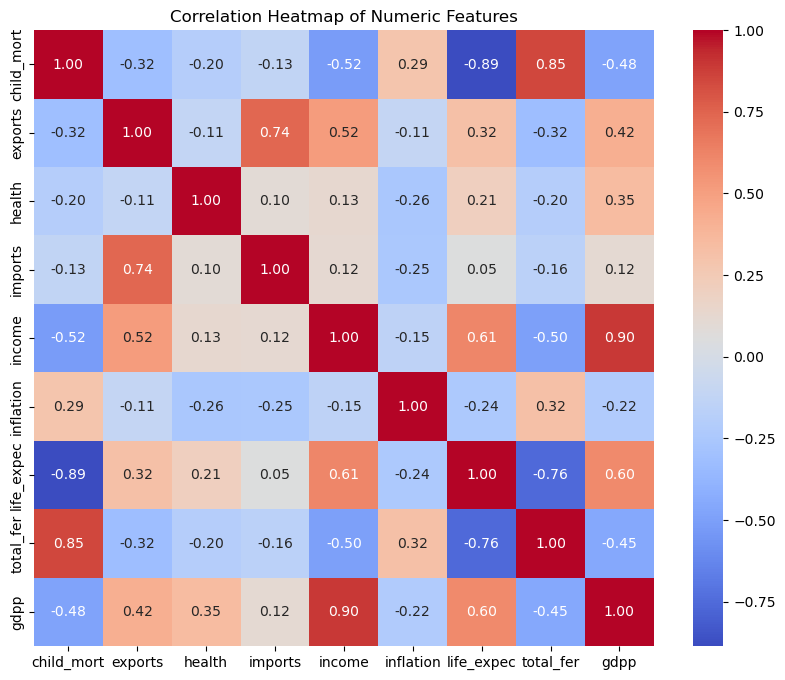 Correlation Heatmap of Numeric Features
child_mort 1.00 -0.32 -0.20 -0.13 -0.52 0.29 -0.89 0.85 -0.48
exports -0.32 1.00 -0.11 0.74 0.52 -0.11 0.32 -0.32 0.42
health -0.20 -0.11 1.00 0.10 0.13 -0.26 0.21 -0.20 0.35
imports -0.13 0.74 0.10 1.00 0.12 -0.25 0.05 -0.16 0.12
income -0.52 0.52 0.13 0.12 1.00 -0.15 0.61 -0.50 0.90
inflation 0.29 -0.11 -0.26 -0.25 -0.15 1.00 -0.24 0.32 -0.22
life_expec -0.89 0.32 0.21 0.05 0.61 -0.24 1.00 -0.76 0.60
total_fer 0.85 -0.32 -0.20 -0.16 -0.50 0.32 -0.76 1.00 -0.45
gdpp -0.48 0.42 0.35 0.12 0.90 -0.22 0.60 -0.45 1.00
child_mort exports health imports income inflation life_expec total_fer gdpp
1.00
0.75
0.50
0.25
0.00
−0.25
−0.50
−0.75